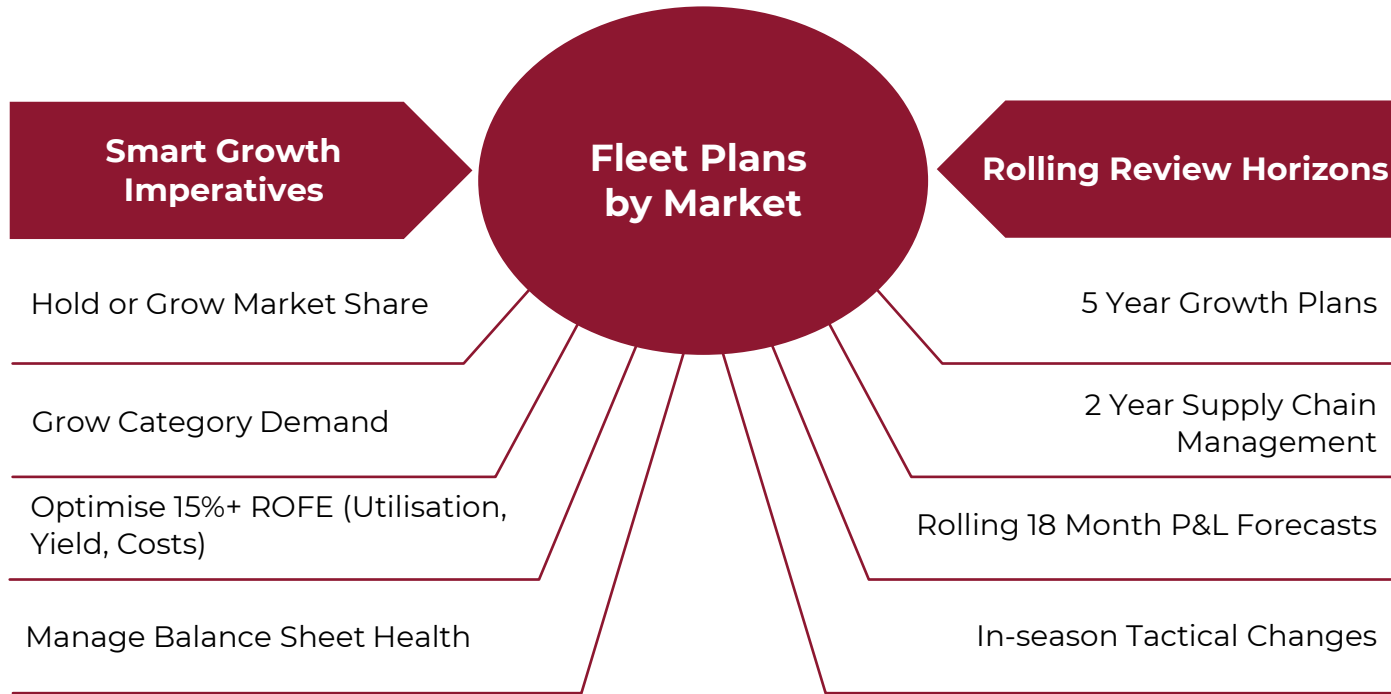 Smart Growth
Imperatives
Fleet Plans
by Market
Rolling Review Horizons
Hold or Grow Market Share
Grow Category Demand
Optimise 15%+ ROFE (Utilisation,
Yield, Costs)
Manage Balance Sheet Health
5 Year Growth Plans
2 Year Supply Chain
Management
Rolling 18 Month P&L Forecasts
In-season Tactical Changes